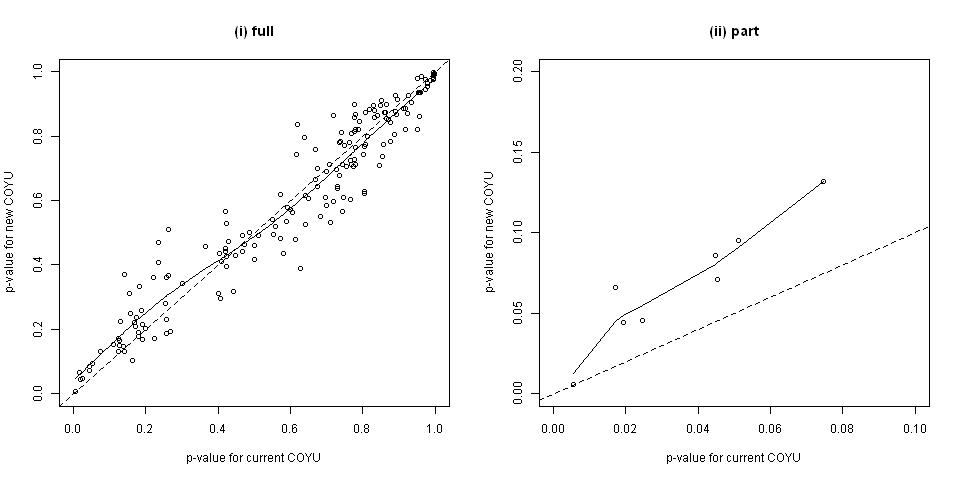 (i) full
p-value for new COYU
1.0
0.8
0.6
0.4
0.2
0.0
0.0 0.2 0.4 0.6 0.8 1.0
p-value for current COYU
(ii) part
p-value for new COYU
0.20
0.15
0.10
0.05
0.00
0.00 0.02 0.04 0.06 0.08 0.10
p-value for current COYU